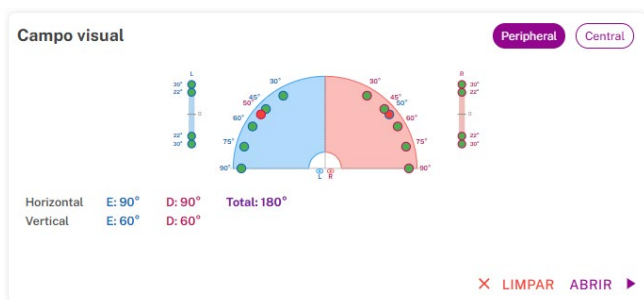 Campo visual
Peripheral Central
L
30°
22°
0
22°
30°
30°
45°
50°
60°
75°
90°
L R
30°
45°
50°
60°
75°
90°
R
30°
22°
0
22°
30°
Horizontal E: 90° D: 90° Total: 180°
Vertical E: 60° D: 60°
LIMPAR ABRIR